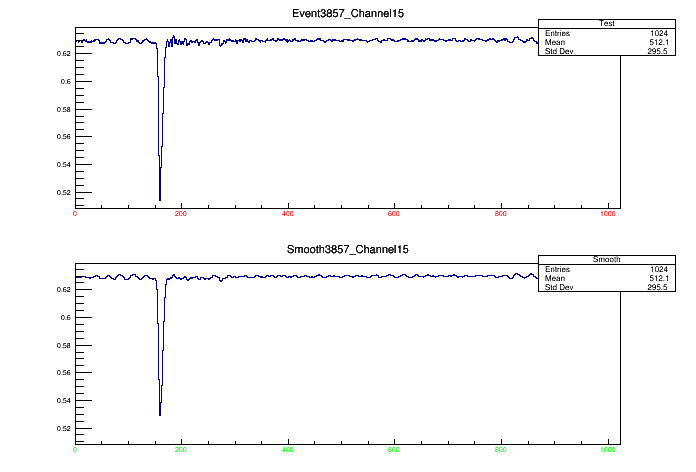 Event3857_Channel15
Test
Entries 1024
Mean 512.1
Std Dev 295.5
0.62
0.6
0.58
0.56
0.54
0.52
0 200 400 600 800 1000
Smooth3857_Channel15
Smooth
Entries 1024
Mean 512.1
Std Dev 295.5
0.62
0.6
0.58
0.56
0.54
0.52
0 200 400 600 800 1000